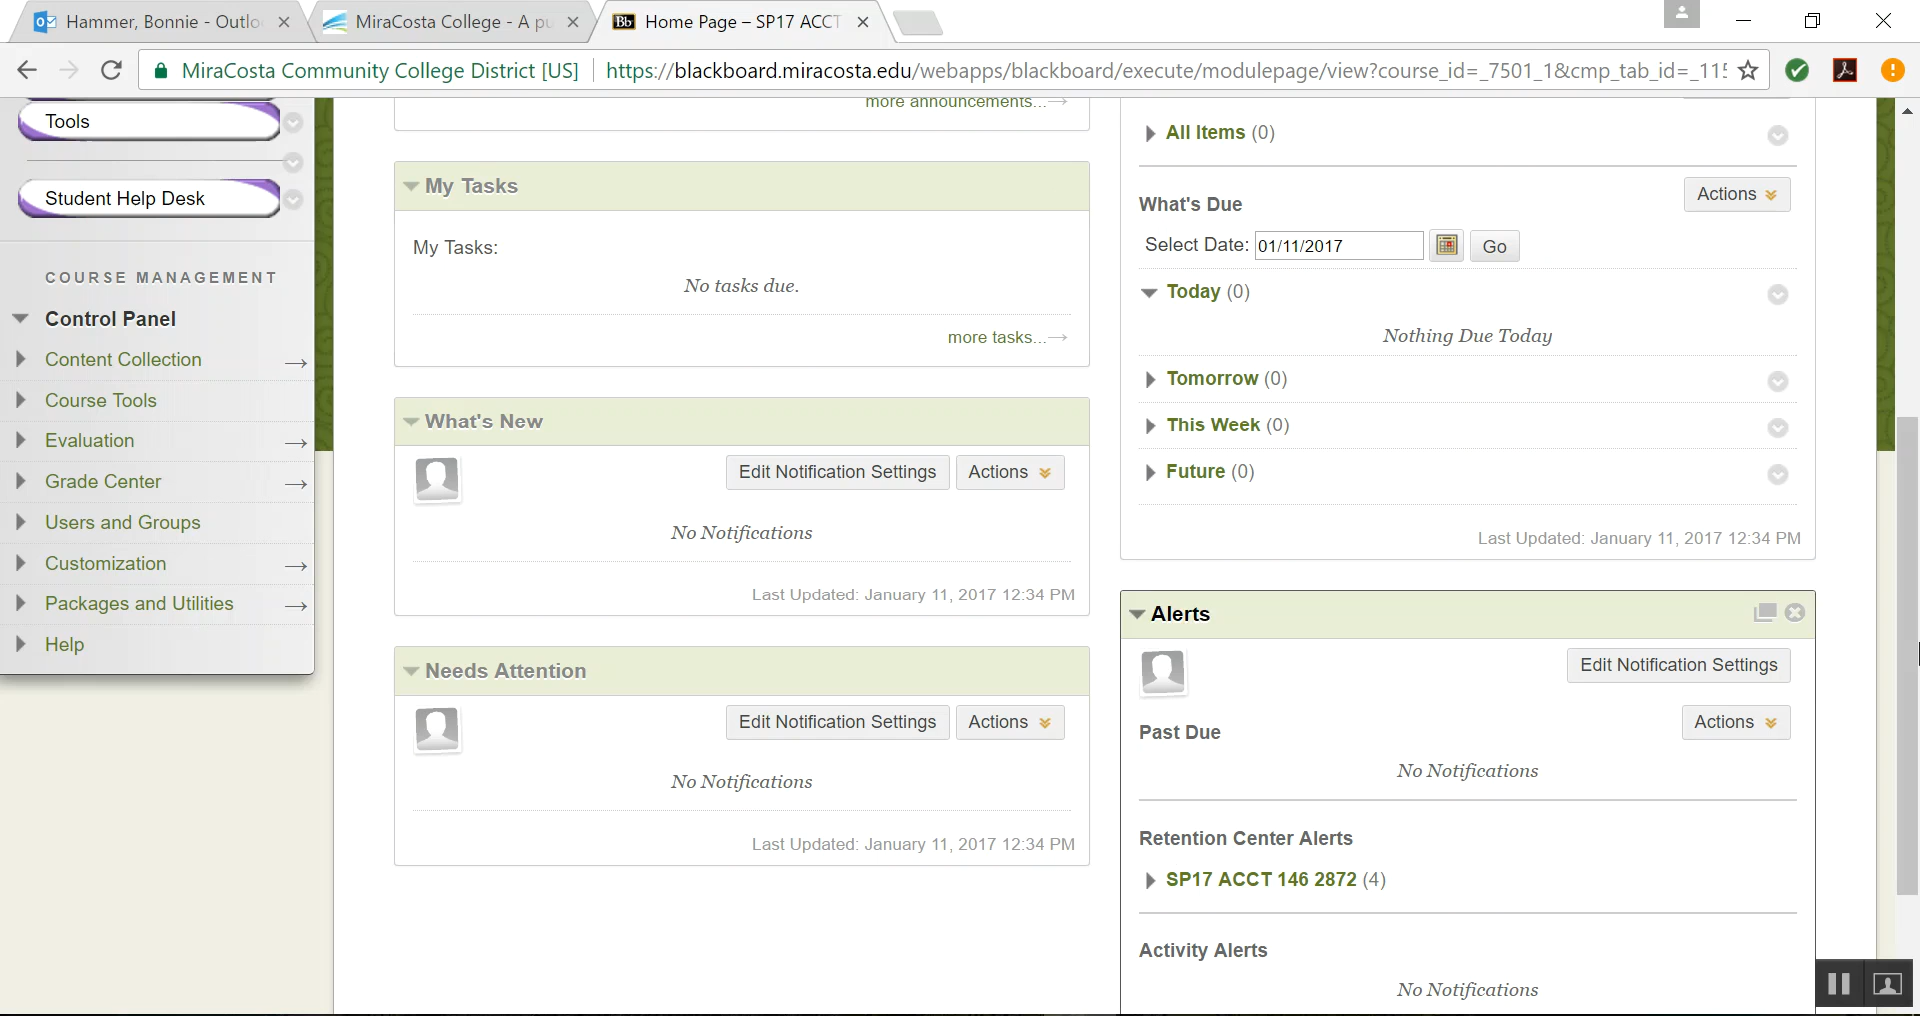 Hammer, Bonnie - Outlo
MiraCosta College - A pu
Bb Home Page – SP17 ACCT
MiraCosta Community College District [US]
https://blackboard.miracosta.edu/webapps/blackboard/execute/modulepage/view?course_id=_7501_1&cmp_tab_id=_115
Tools
Student Help Desk
COURSE MANAGEMENT
Control Panel
Content Collection
Course Tools
Evaluation
Grade Center
Users and Groups
Customization
Packages and Utilities
Help
more announcements...→
My Tasks
My Tasks:
No tasks due.
more tasks...→
What's New
Edit Notification Settings
Actions
No Notifications
Last Updated: January 11, 2017 12:34 PM
Needs Attention
Edit Notification Settings
Actions
No Notifications
Last Updated: January 11, 2017 12:34 PM
All Items (0)
What's Due
Actions
Select Date: 01/11/2017 Go
Today (0)
Nothing Due Today
Tomorrow (0)
This Week (0)
Future (0)
Last Updated: January 11, 2017 12:34 PM
Alerts
Edit Notification Settings
Past Due
Actions
No Notifications
Retention Center Alerts
SP17 ACCT 146 2872 (4)
Activity Alerts
No Notifications